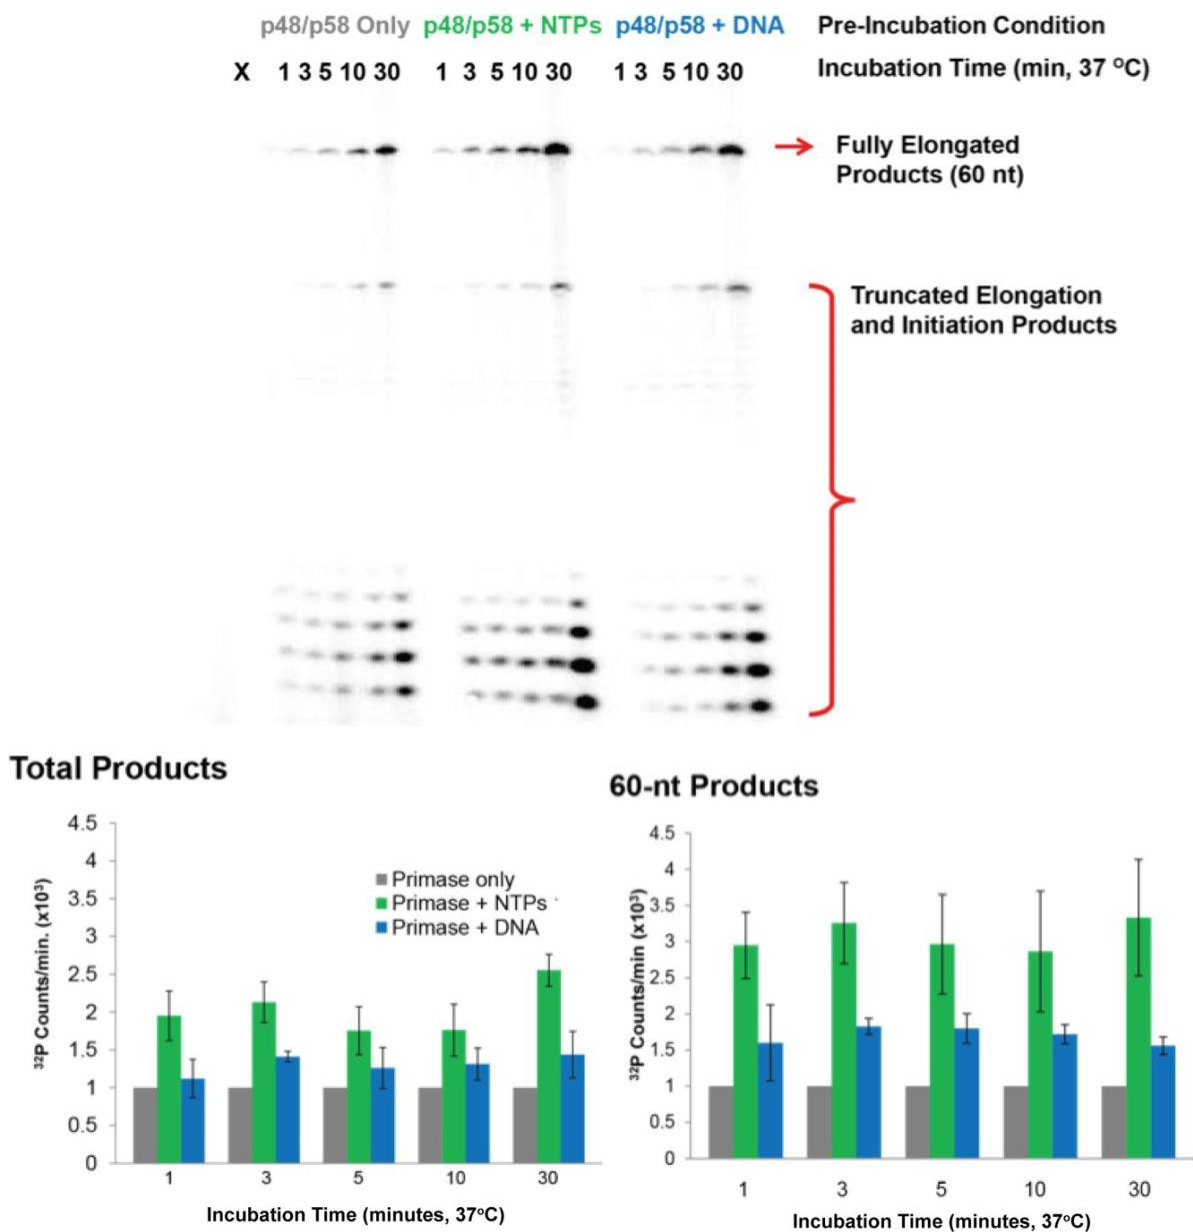 p48/p58 Only p48/p58 + NTPs p48/p58 + DNA Pre-Incubation Condition
X 1 3 5 10 30 1 3 5 10 30 1 3 5 10 30 Incubation Time (min, 37 °C)
Fully Elongated
Products (60 nt)
Truncated Elongation
and Initiation Products
Total Products
4.5
4
3.5
3
2.5
2
1.5
1
0.5
0
³²P Counts/min. (x10³)
Primase only
Primase + NTPs
Primase + DNA
1 3 5 10 30
Incubation Time (minutes, 37°C)
60-nt Products
4.5
4
3.5
3
2.5
2
1.5
1
0.5
0
³²P Counts/min (x10³)
1 3 5 10 30
Incubation Time (minutes, 37°C)